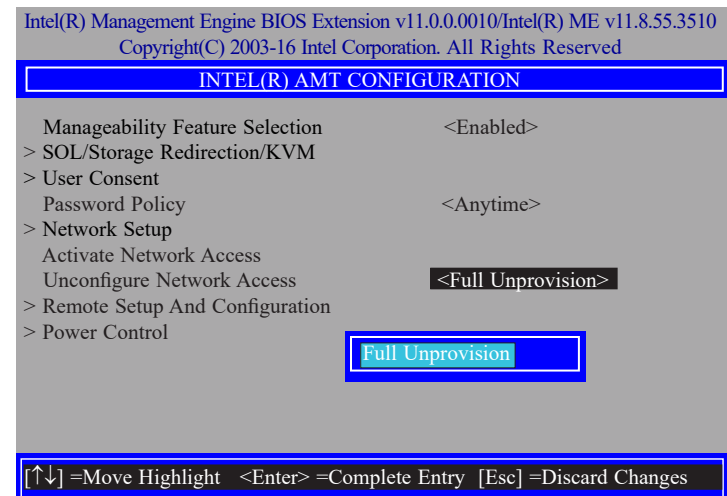 Intel(R) Management Engine BIOS Extension v11.0.0.0010/Intel(R) ME v11.8.55.3510
Copyright(C) 2003-16 Intel Corporation. All Rights Reserved
INTEL(R) AMT CONFIGURATION
Manageability Feature Selection <Enabled>
> SOL/Storage Redirection/KVM
> User Consent
Password Policy <Anytime>
> Network Setup
Activate Network Access
Unconfigure Network Access <Full Unprovision>
> Remote Setup And Configuration
> Power Control
Full Unprovision
[↑↓] =Move Highlight <Enter> =Complete Entry [Esc] =Discard Changes